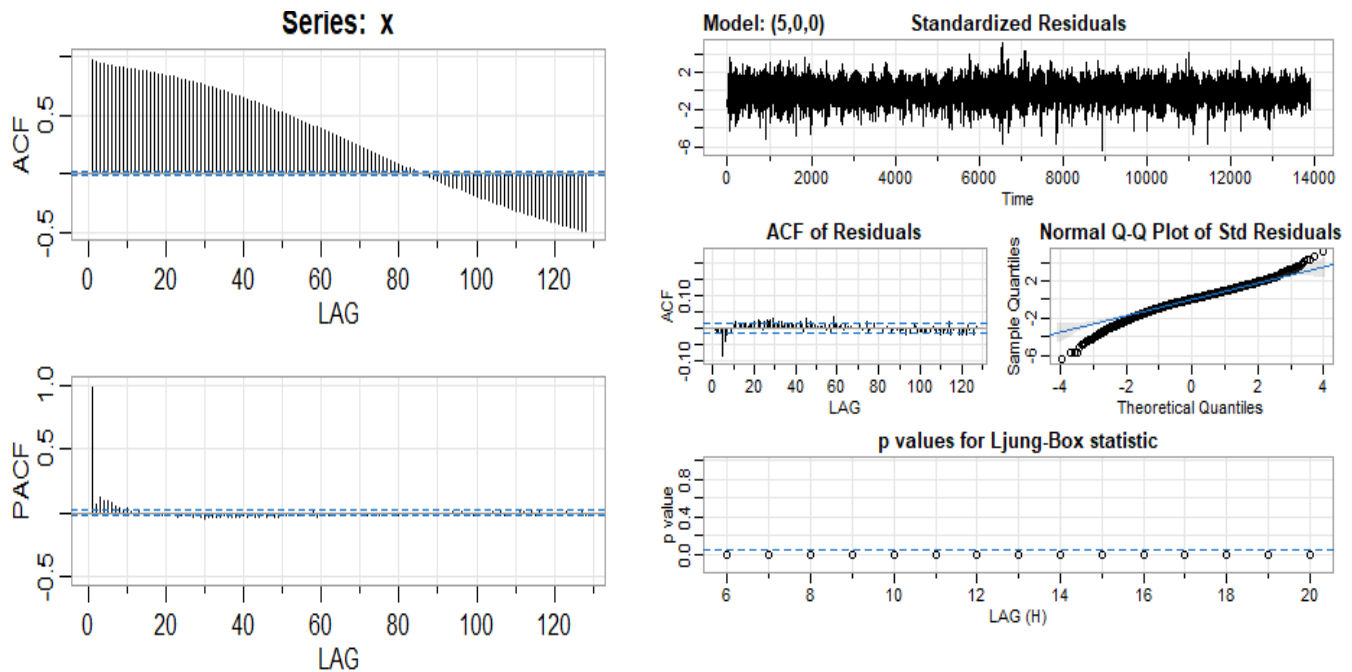 Series: x
ACF
0.5
-0.5
0 20 40 60 80 100 120
LAG
PACF
1.0
0.5
0.0
-0.5
0 20 40 60 80 100 120
LAG
Model: (5,0,0) Standardized Residuals
2
-2
-6
0 2000 4000 6000 8000 10000 12000 14000
Time
ACF of Residuals
ACF
0.10
-0.10
0 20 40 60 80 100 120
LAG
Normal Q-Q Plot of Std Residuals
Sample Quantiles
2
-2
-6
-4 -2 0 2 4
Theoretical Quantiles
p values for Ljung-Box statistic
p value
0.8
0.4
0.0
6 8 10 12 14 16 18 20
LAG (H)